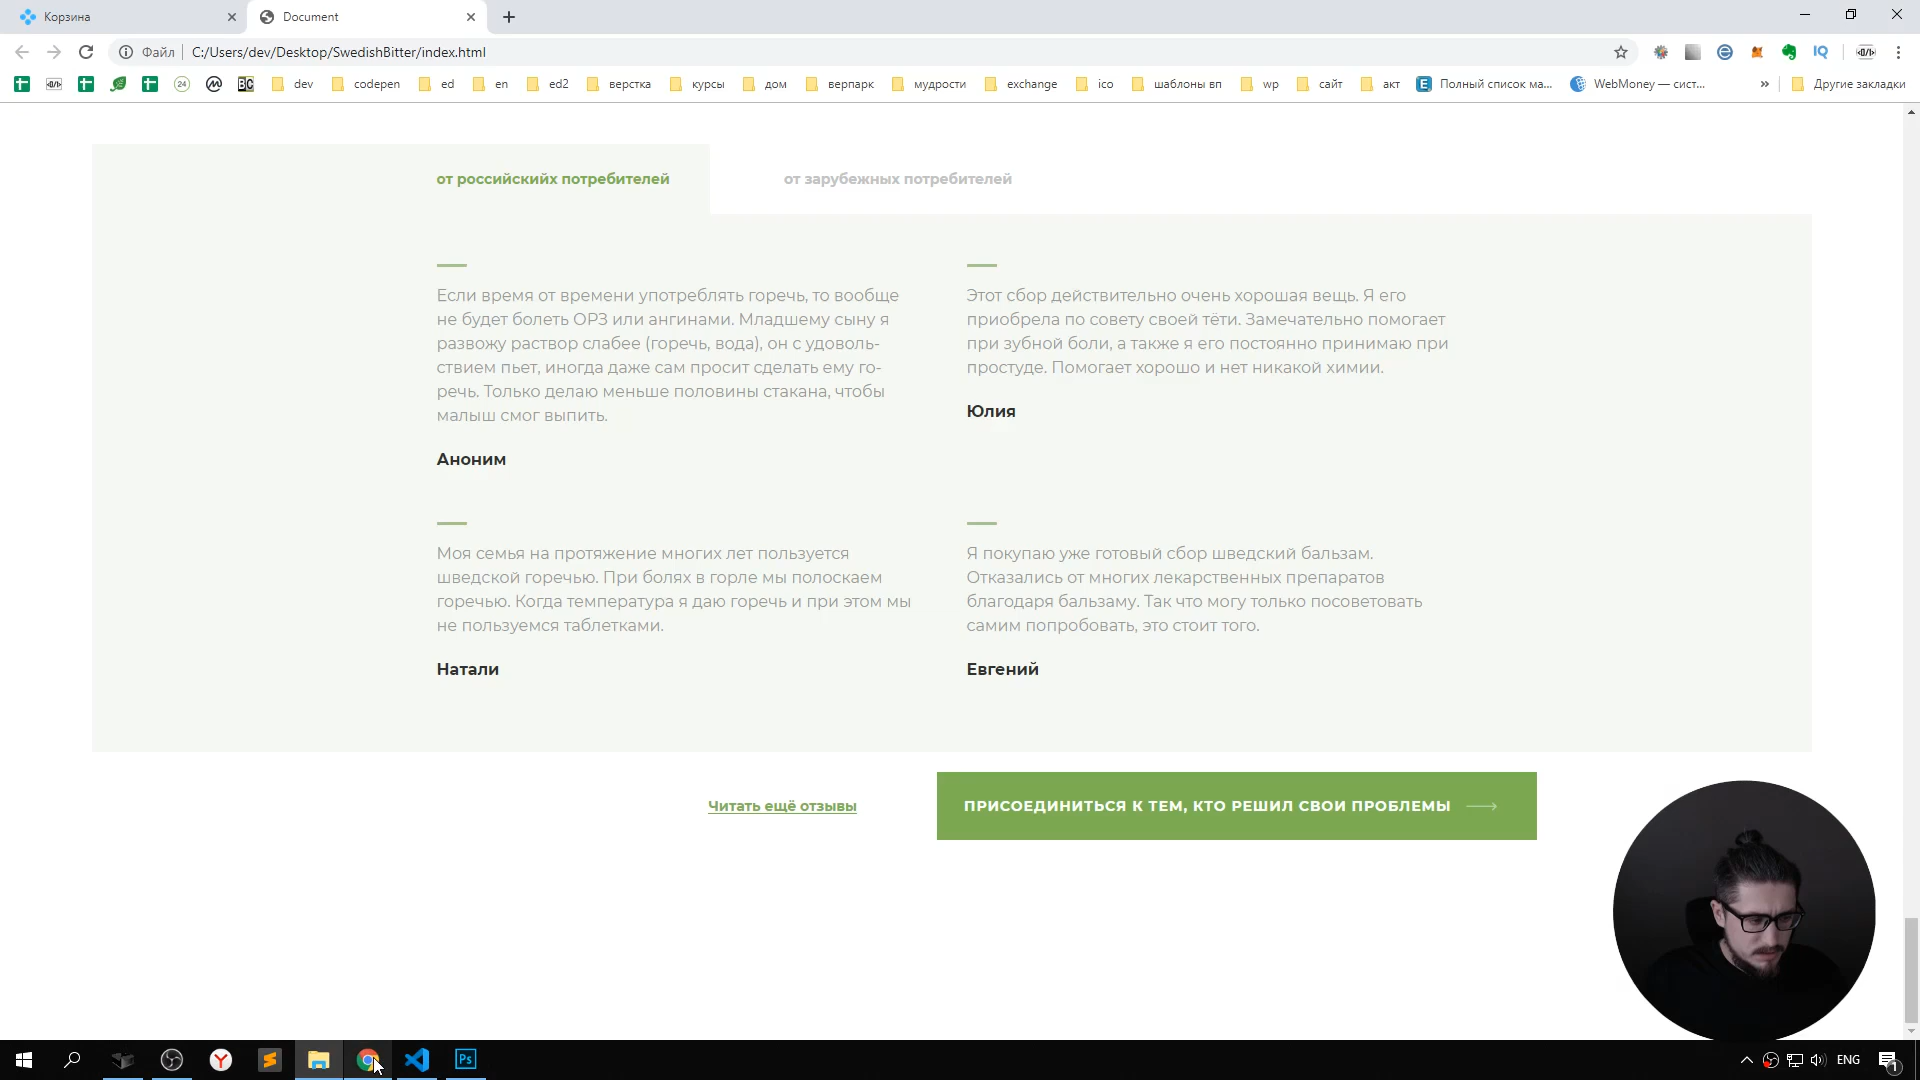 Корзина
Document
Файл
C:/Users/dev/Desktop/SwedishBitter/index.html
24
BC
dev
codepen
ed
en
ed2
верстка
курсы
дом
верпарк
мудрости
exchange
ico
шаблоны вп
wp
сайт
акт
Полный список ма...
WebMoney — сист...
»
Другие закладки
от российскийх потребителей
от зарубежных потребителей
Если время от времени употреблять горечь, то вообще
не будет болеть ОРЗ или ангинами. Младшему сыну я
развожу раствор слабее (горечь, вода), он с удоволь-
ствием пьет, иногда даже сам просит сделать ему го-
речь. Только делаю меньше половины стакана, чтобы
малыш смог выпить.
Аноним
Этот сбор действительно очень хорошая вещь. Я его
приобрела по совету своей тёти. Замечательно помогает
при зубной боли, а также я его постоянно принимаю при
простуде. Помогает хорошо и нет никакой химии.
Юлия
Моя семья на протяжение многих лет пользуется
шведской горечью. При болях в горле мы полоскаем
горечью. Когда температура я даю горечь и при этом мы
не пользуемся таблетками.
Натали
Я покупаю уже готовый сбор шведский бальзам.
Отказались от многих лекарственных препаратов
благодаря бальзаму. Так что могу только посоветовать
самим попробовать, это стоит того.
Евгений
Читать ещё отзывы
ПРИСОЕДИНИТЬСЯ К ТЕМ, КТО РЕШИЛ СВОИ ПРОБЛЕМЫ
Ps
ENG
1